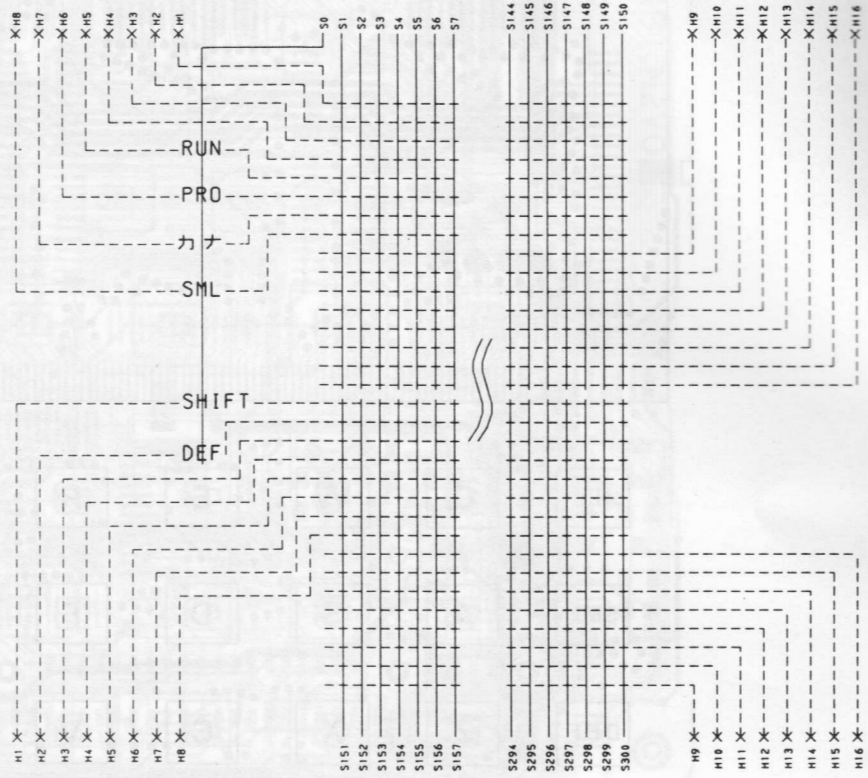 H8 H7 H6 H5 H4 H3 H2 H1 S0 S1 S2 S3 S4 S5 S6 S7 S144 S145 S146 S147 S148 S149 S150 H9 H10 H11 H12 H13 H14 H15 H16
RUN
PRO
カナ
SML
SHIFT
DEF
H1 H2 H3 H4 H5 H6 H7 H8 S151 S152 S153 S154 S155 S156 S157 S294 S295 S296 S297 S298 S299 S300 H9 H10 H11 H12 H13 H14 H15 H16